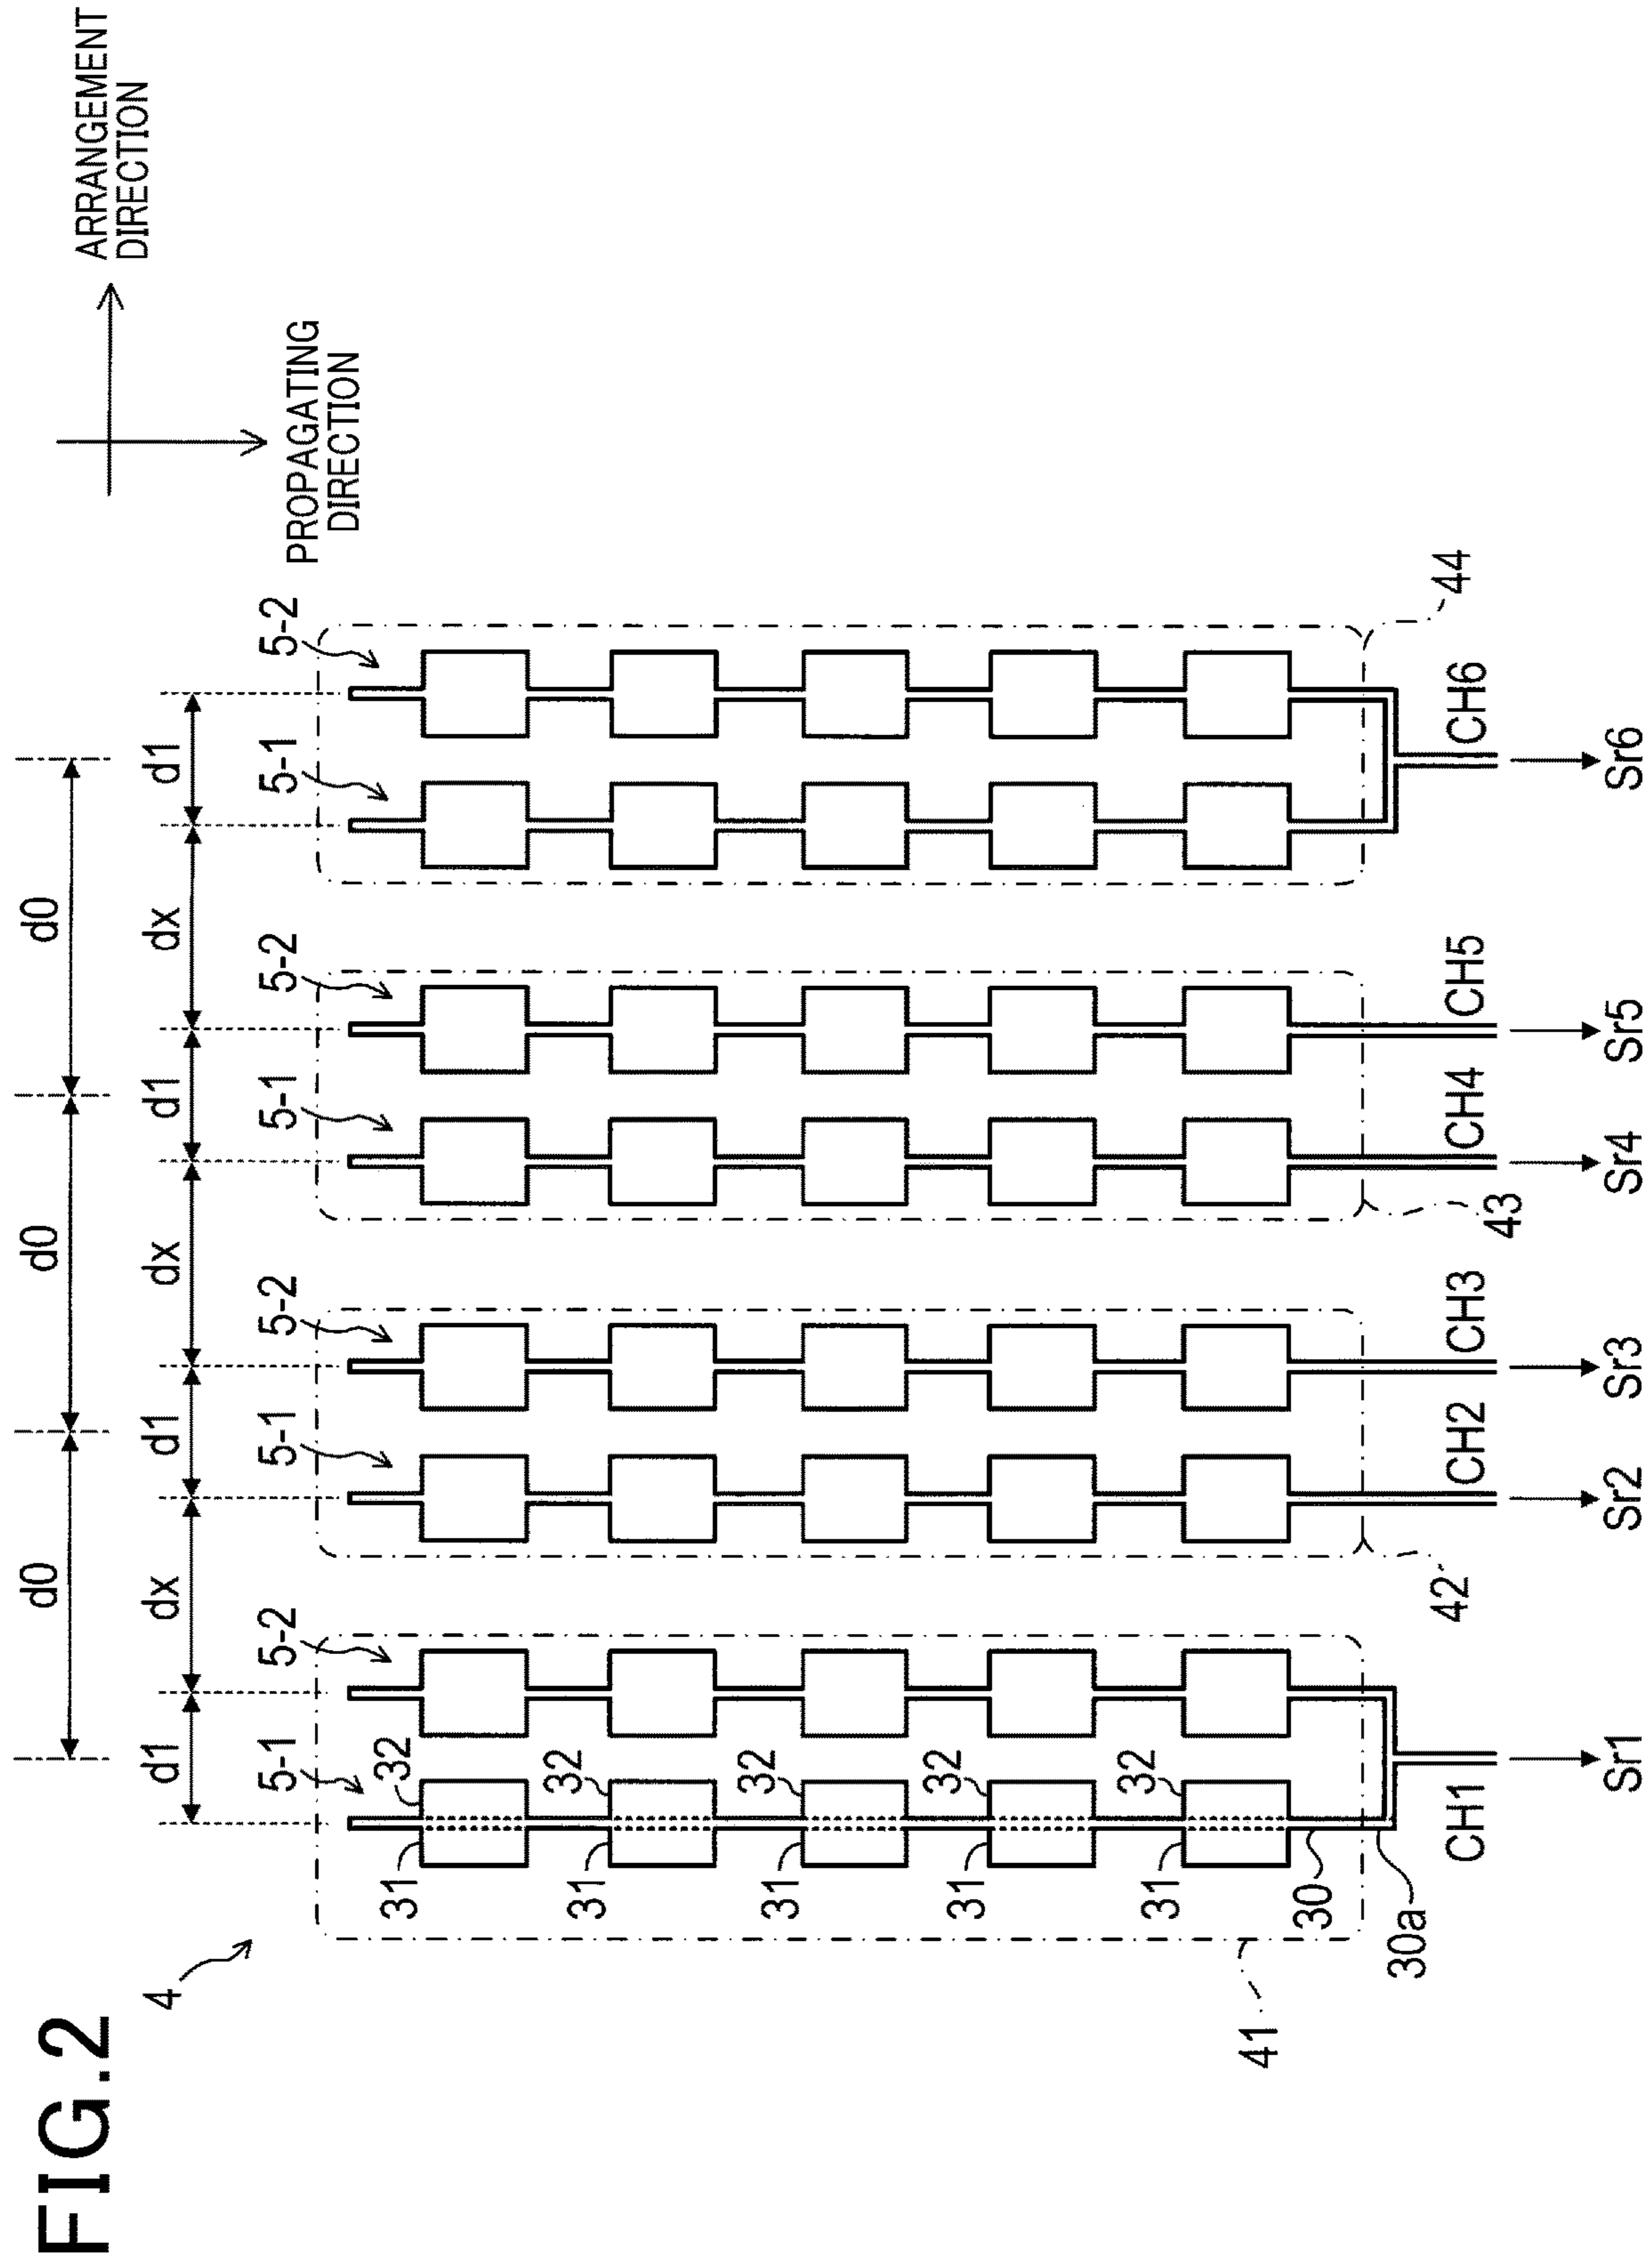 FIG.2
4
d0 d0 d0
ARRANGEMENT
DIRECTION
d1 dx d1 dx d1 dx d1
5-1 5-2 5-1 5-2 5-1 5-2 5-1 5-2
PROPAGATING
DIRECTION
31 32
31 32
31 32
31 32
31 32
30
30a
41 42 43 44
CH1 CH2 CH3 CH4 CH5 CH6
Sr1 Sr2 Sr3 Sr4 Sr5 Sr6